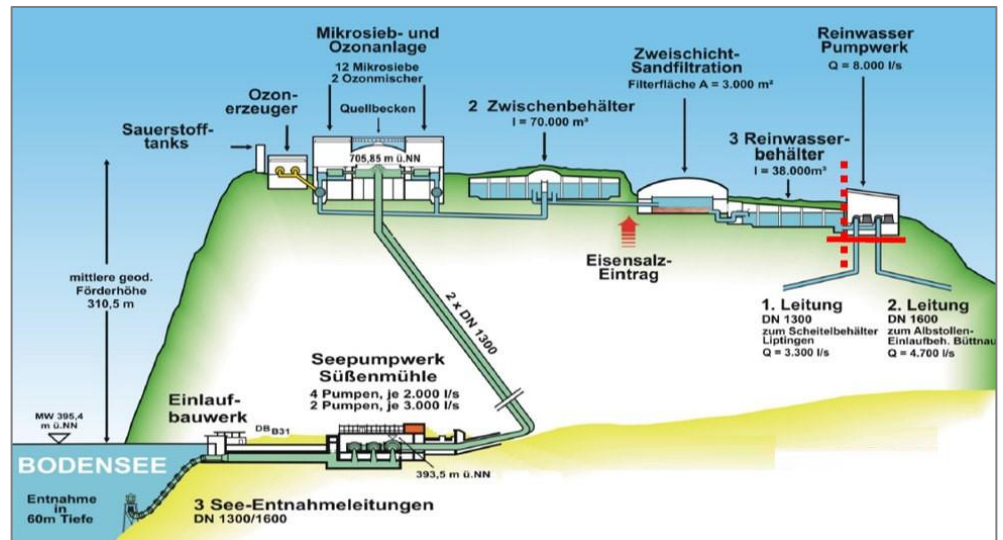 Mikrosieb- und
Ozonanlage
12 Mikrosiebe
2 Ozonmischer
Quellbecken
705,85 m ü.NN
Ozon-
erzeuger
Sauerstoff-
tanks
2 Zwischenbehälter
I = 70.000 m³
Zweischicht-
Sandfiltration
Filterfläche A = 3.000 m²
Reinwasser
Pumpwerk
Q = 8.000 l/s
3 Reinwasser-
behälter
I = 38.000m³
Eisensalz-
Eintrag
mittlere geod.
Förderhöhe
310,5 m
2 x DN 1300
1. Leitung
DN 1300
zum Scheitelbehälter
Liptingen
Q = 3.300 l/s
2. Leitung
DN 1600
zum Albstollen-
Einlaufbeh. Büttnau
Q = 4.700 l/s
Seepumpwerk
Süßenmühle
4 Pumpen, je 2.000 l/s
2 Pumpen, je 3.000 l/s
Einlauf-
bauwerk
DB B31
MW 395,4
m ü.NN
393,5 m ü.NN
BODENSEE
Entnahme
in
60m Tiefe
3 See-Entnahmeleitungen
DN 1300/1600